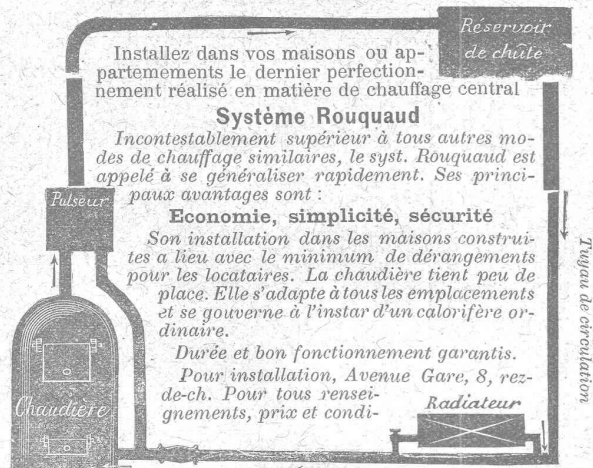 Réservoir
de chute
Installez dans vos maisons ou ap-
partemements le dernier perfection-
nement réalisé en matière de chauffage central
Système Rouquaud
Incontestablement supérieur à tous autres mo-
des de chauffage similaires, le syst. Rouquaud est
appelé à se généraliser rapidement. Ses princi-
paux avantages sont :
Pulseur
Economie, simplicité, sécurité
Son installation dans les maisons construi-
tes a lieu avec le minimum de dérangements
pour les locataires. La chaudière tient peu de
place. Elle s'adapte à tous les emplacements
et se gouverne à l'instar d'un calorifère or-
dinaire.
Tuyau de circulation
Durée et bon fonctionnement garantis.
Pour installation, Avenue Gare, 8, rez-
de-ch. Pour tous rensei-
gnements, prix et condi-
Chaudière
Radiateur